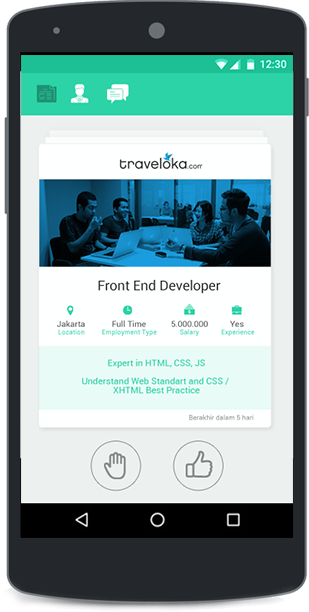 12:30
traveloka.com
Front End Developer
Jakarta Full Time 5.000.000 Yes
Location Employment Type Salary Experience
Expert in HTML, CSS, JS
Understand Web Standart and CSS /
XHTML Best Practice
Berakhir dalam 5 hari